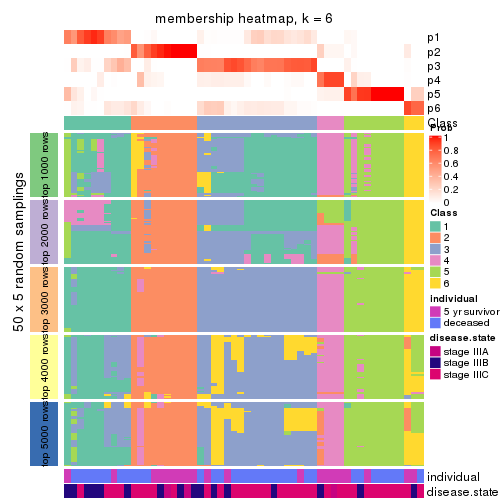 membership heatmap, k = 6
p1
p2
p3
p4
p5
p6
Class
50 x 5 random samplings
top 1000 rows
top 2000 rows
top 3000 rows
top 4000 rows
top 5000 rows
individual
disease.state
Prob
1
0.8
0.6
0.4
0.2
0
Class
1
2
3
4
5
6
individual
5 yr survivor
deceased
disease.state
stage IIIA
stage IIIB
stage IIIC